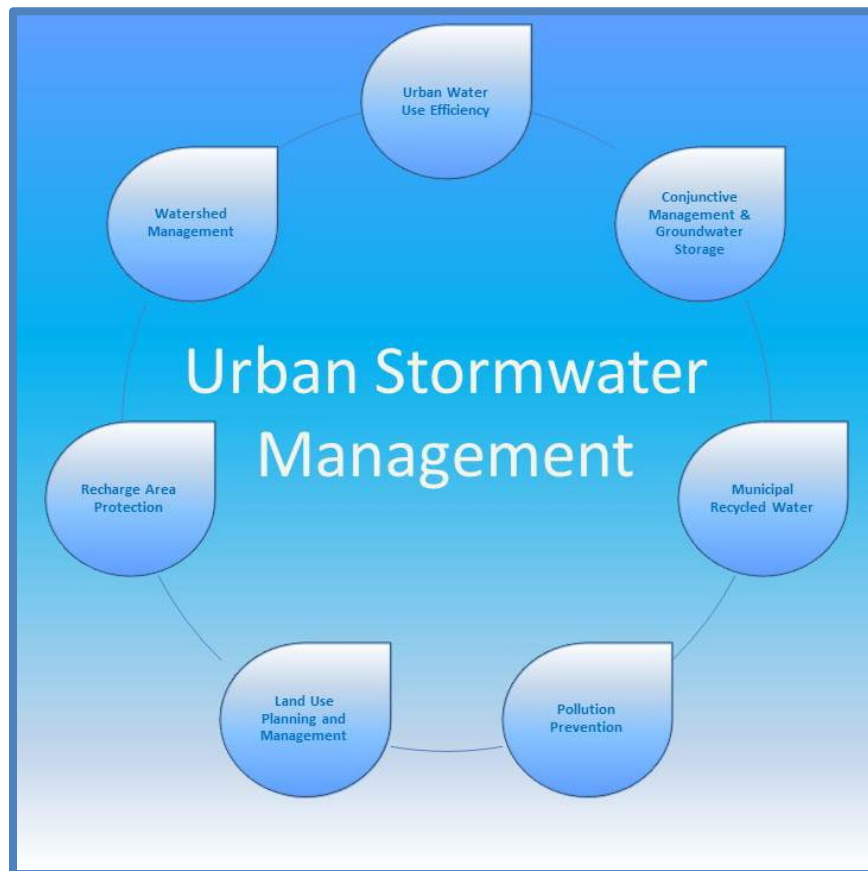 Urban Water
Use Efficiency
Conjunctive
Management &
Groundwater
Storage
Municipal
Recycled Water
Pollution
Prevention
Land Use
Planning and
Management
Recharge Area
Protection
Watershed
Management
Urban Stormwater
Management